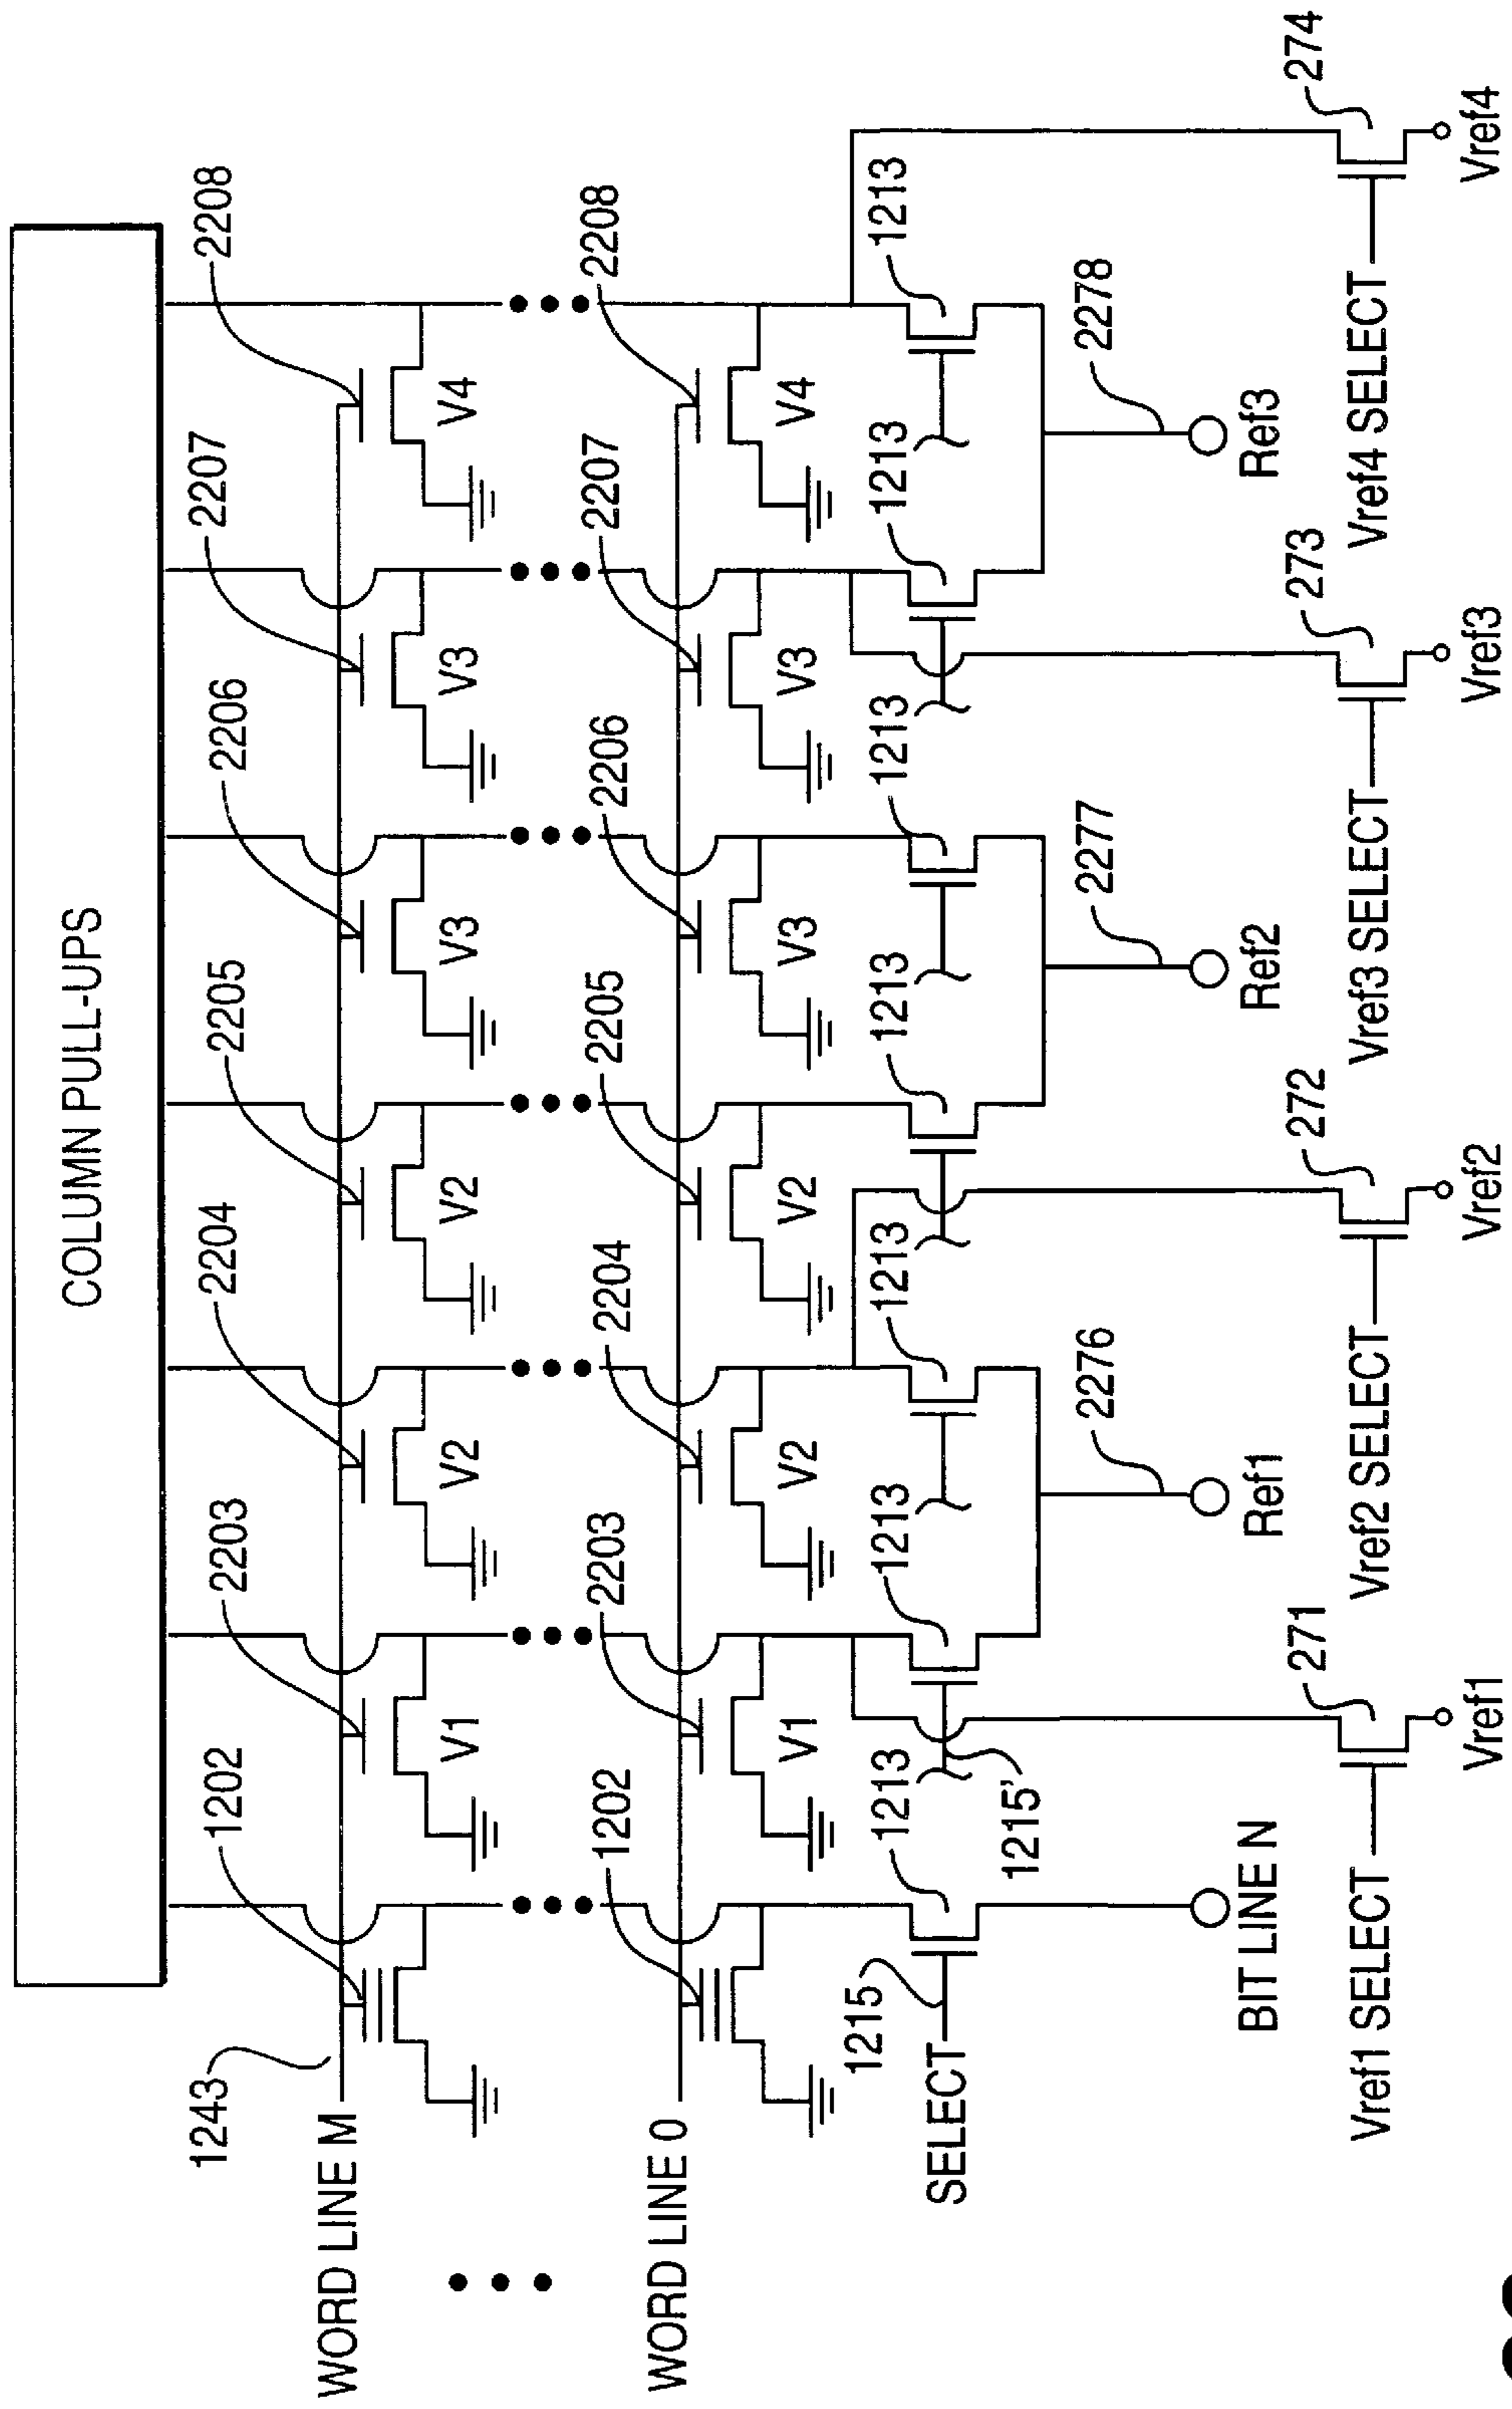 COLUMN PULL-UPS
1243 1202 2203 2204 2205 2206 2207 2208
WORD LINE M
V1 V2 V2 V3 V3 V4
1202 2203 2204 2205 2206 2207 2208
WORD LINE 0
V1 V2 V2 V3 V3 V4
1215 1213 1213 1213 1213 1213 1213 1213
SELECT
1215'
2276 2277 2278
BIT LINE N Ref1 Ref2 Ref3
271 272 273 274
Vref1 SELECT Vref2 SELECT Vref3 SELECT Vref4 SELECT
Vref1 Vref2 Vref3 Vref4